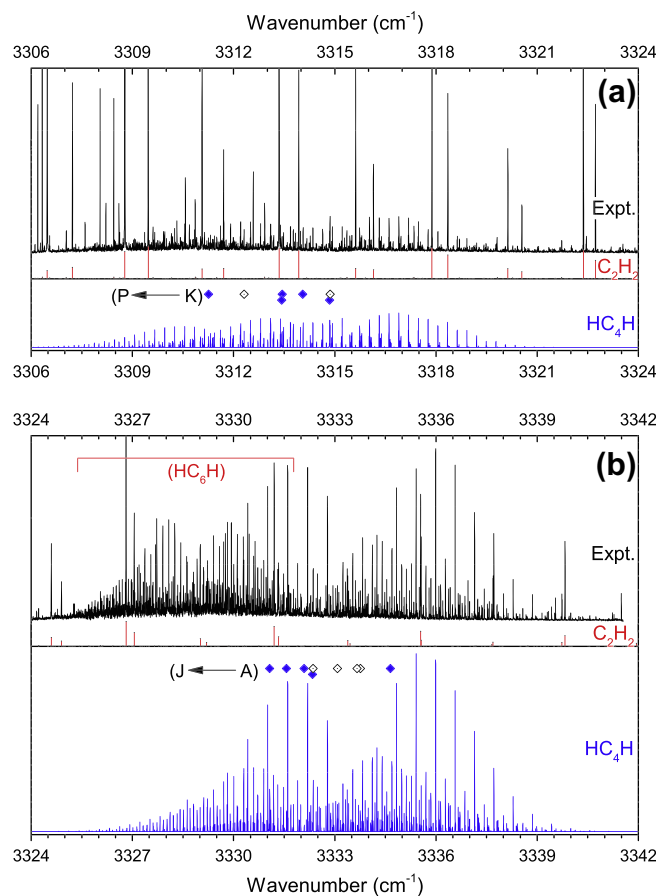 Wavenumber (cm⁻¹)
3306 3309 3312 3315 3318 3321 3324
(a)
Expt.
C₂H₂
(P K)
HC₄H
3306 3309 3312 3315 3318 3321 3324
3324 3327 3330 3333 3336 3339 3342
(b)
(HC₆H)
Expt.
C₂H₂
(J A)
HC₄H
3324 3327 3330 3333 3336 3339 3342
Wavenumber (cm⁻¹)